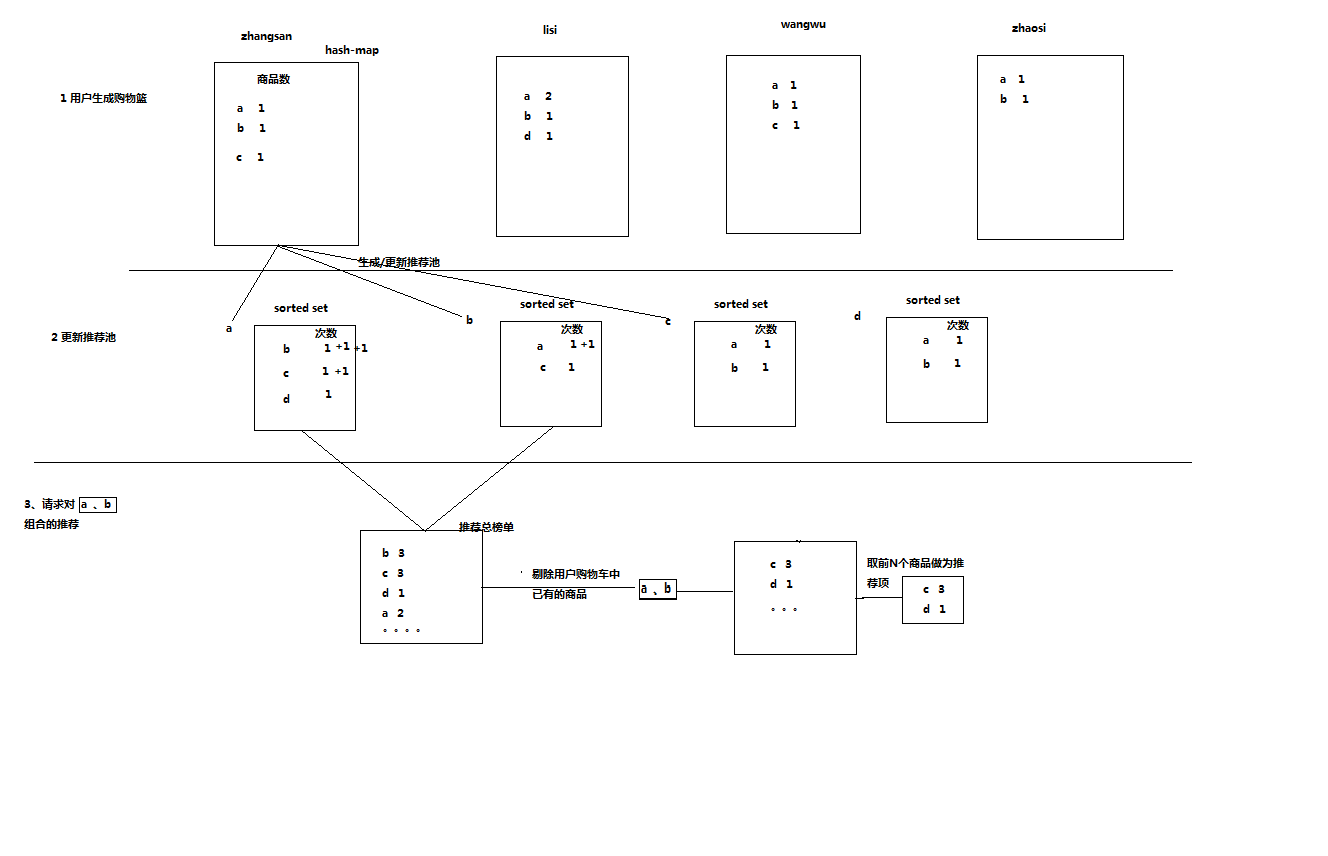 zhangsan
hash-map
lisi
wangwu
zhaosi
1 用户生成购物篮
商品数
a 1
b 1
c 1
a 2
b 1
d 1
a 1
b 1
c 1
a 1
b 1
生成/更新推荐池
2 更新推荐池
a
sorted set
次数
b 1 +1 +1
c 1 +1
d 1
b
sorted set
次数
a 1 +1
c 1
c
sorted set
次数
a 1
b 1
d
sorted set
次数
a 1
b 1
3、请求对 a 、b
组合的推荐
推荐总榜单
b 3
c 3
d 1
a 2
。。。。
剔除用户购物车中
已有的商品
a 、b
c 3
d 1
。。。
取前N个商品做为推
荐项
c 3
d 1